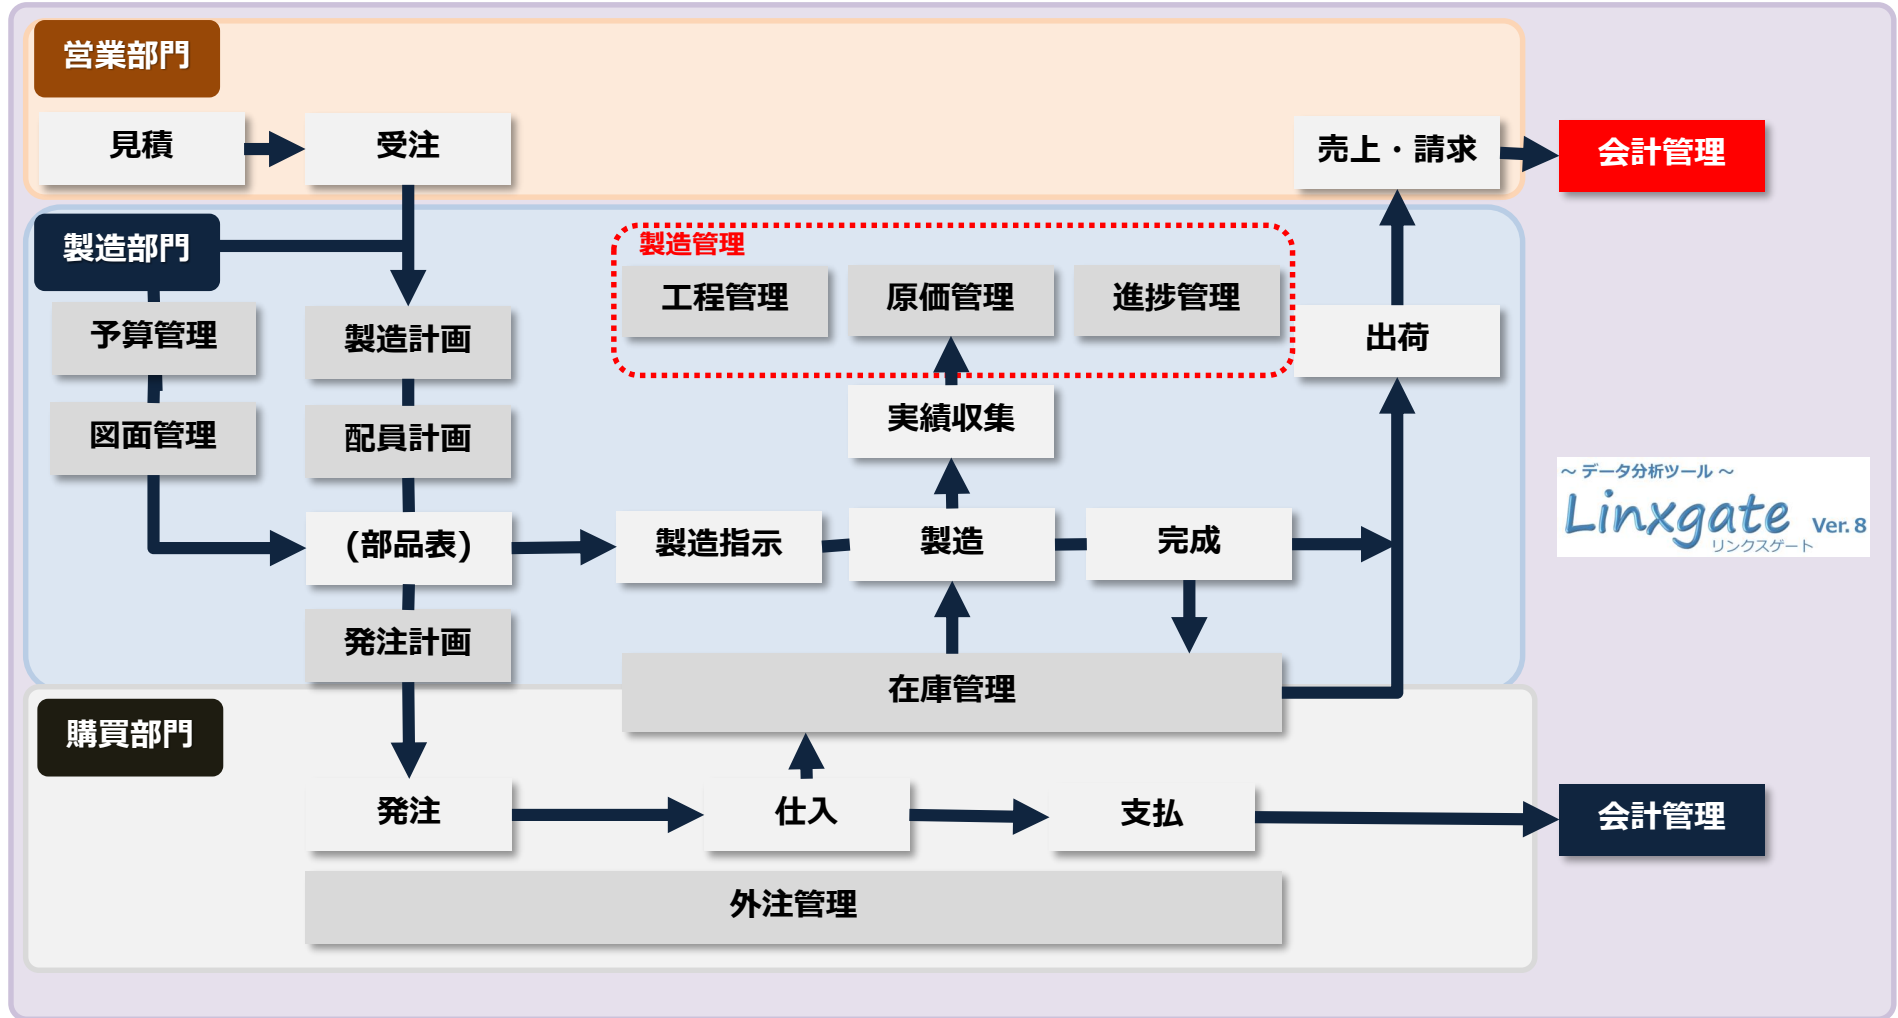 営業部門
見積
受注
売上・請求
会計管理
製造部門
製造管理
工程管理
原価管理
進捗管理
予算管理
製造計画
出荷
図面管理
配員計画
実績収集
～ データ分析ツール ～
Linxgate Ver. 8
リンクスゲート
(部品表)
製造指示
製造
完成
発注計画
在庫管理
購買部門
発注
仕入
支払
会計管理
外注管理